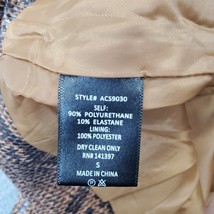 STYLE# ACS9030
SELF:
90% POLYURETHANE
10% ELASTANE
LINING:
100% POLYESTER
DRY CLEAN ONLY
RN# 141397
S
MADE IN CHINA